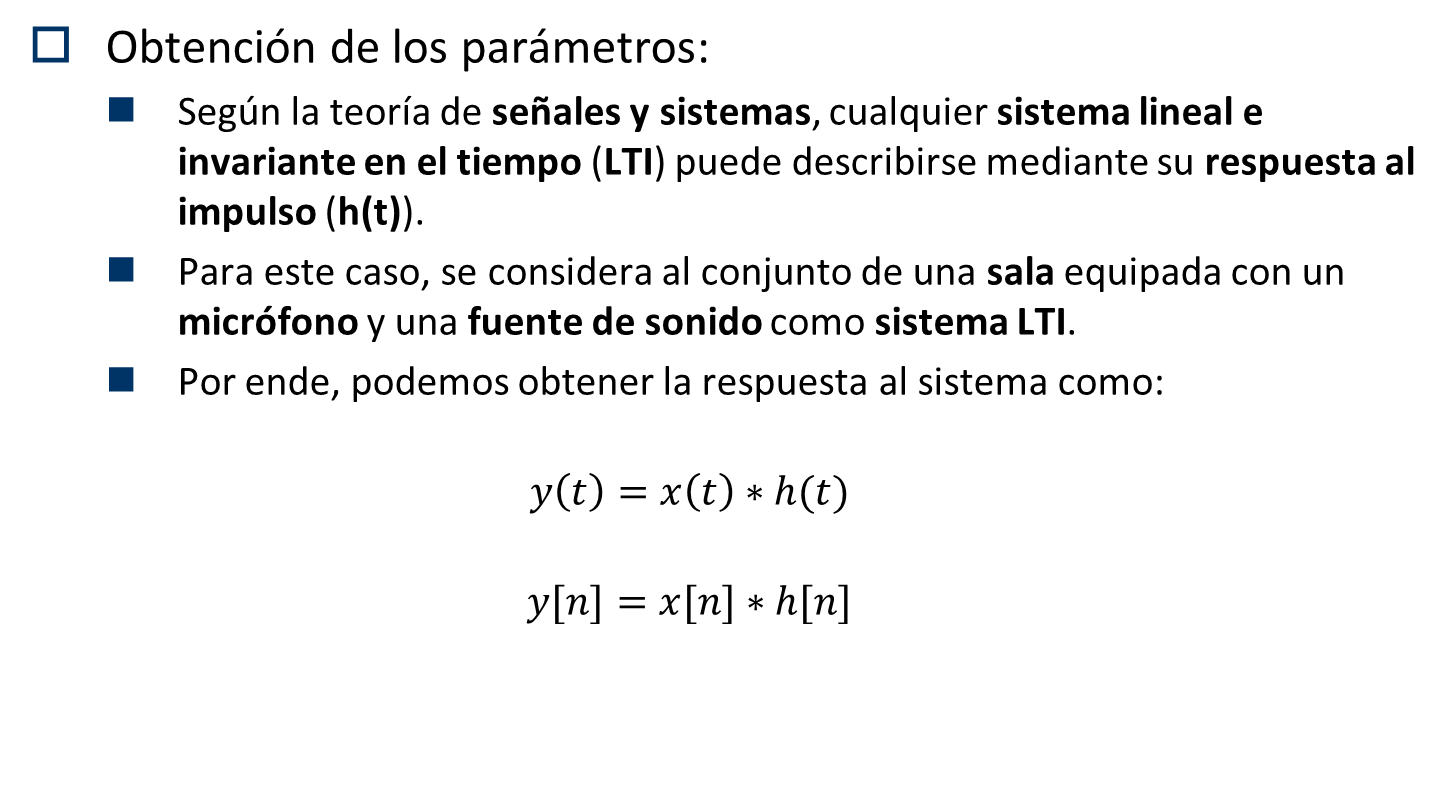 Obtención de los parámetros:
Según la teoría de señales y sistemas, cualquier sistema lineal e
invariante en el tiempo (LTI) puede describirse mediante su respuesta al
impulso (h(t)).
Para este caso, se considera al conjunto de una sala equipada con un
micrófono y una fuente de sonido como sistema LTI.
Por ende, podemos obtener la respuesta al sistema como:
y(t) = x(t) ∗ h(t)
y[n] = x[n] ∗ h[n]